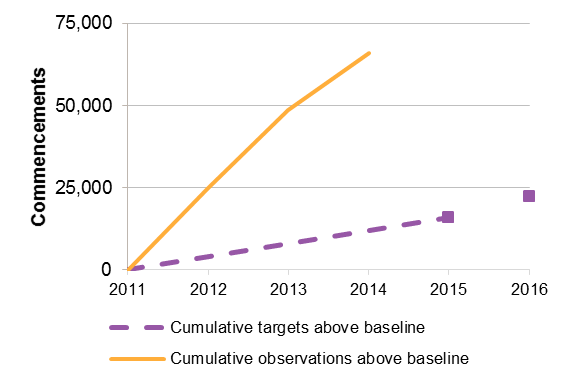 75,000
50,000
25,000
0
Commencements
2011 2012 2013 2014 2015 2016
Cumulative targets above baseline
Cumulative observations above baseline